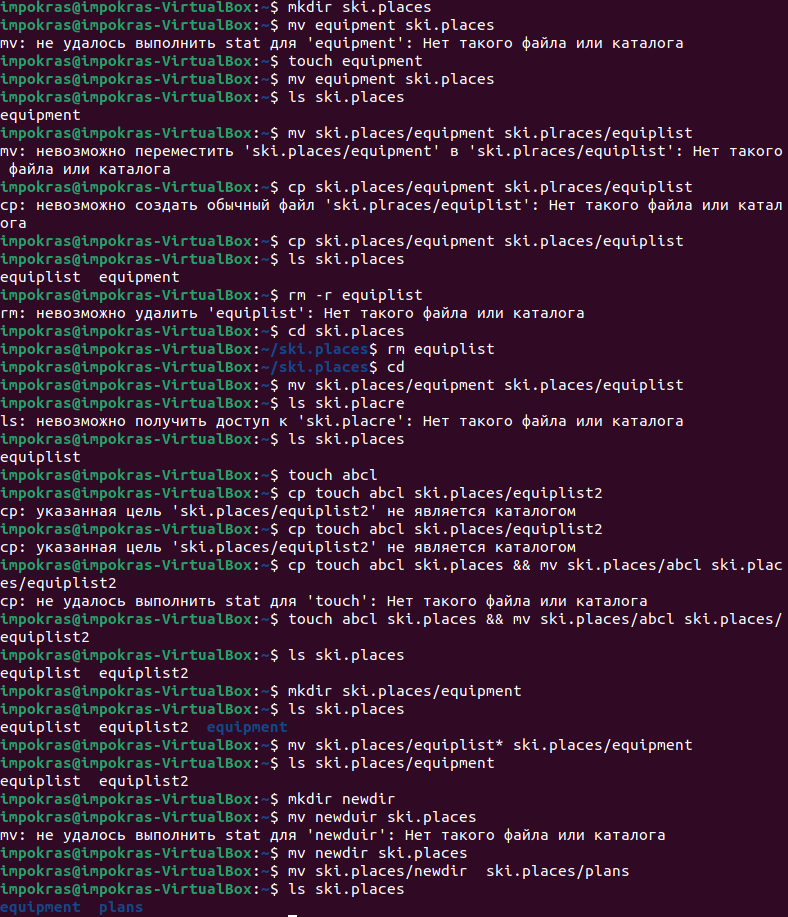 impokras@impokras-VirtualBox:~$ mkdir ski.places
impokras@impokras-VirtualBox:~$ mv equipment ski.places
mv: не удалось выполнить stat для 'equipment': Нет такого файла или каталога
impokras@impokras-VirtualBox:~$ touch equipment
impokras@impokras-VirtualBox:~$ mv equipment ski.places
impokras@impokras-VirtualBox:~$ ls ski.places
equipment
impokras@impokras-VirtualBox:~$ mv ski.places/equipment ski.plraces/equiplist
mv: невозможно переместить 'ski.places/equipment' в 'ski.plraces/equiplist': Нет такого
 файла или каталога
impokras@impokras-VirtualBox:~$ cp ski.places/equipment ski.plraces/equiplist
cp: невозможно создать обычный файл 'ski.plraces/equiplist': Нет такого файла или катал
ога
impokras@impokras-VirtualBox:~$ cp ski.places/equipment ski.places/equiplist
impokras@impokras-VirtualBox:~$ ls ski.places
equiplist  equipment
impokras@impokras-VirtualBox:~$ rm -r equiplist
rm: невозможно удалить 'equiplist': Нет такого файла или каталога
impokras@impokras-VirtualBox:~$ cd ski.places
impokras@impokras-VirtualBox:~/ski.places$ rm equiplist
impokras@impokras-VirtualBox:~/ski.places$ cd
impokras@impokras-VirtualBox:~$ mv ski.places/equipment ski.places/equiplist
impokras@impokras-VirtualBox:~$ ls ski.placre
ls: невозможно получить доступ к 'ski.placre': Нет такого файла или каталога
impokras@impokras-VirtualBox:~$ ls ski.places
equiplist
impokras@impokras-VirtualBox:~$ touch abcl
impokras@impokras-VirtualBox:~$ cp touch abcl ski.places/equiplist2
cp: указанная цель 'ski.places/equiplist2' не является каталогом
impokras@impokras-VirtualBox:~$ cp touch abcl ski.places/equiplist2
cp: указанная цель 'ski.places/equiplist2' не является каталогом
impokras@impokras-VirtualBox:~$ cp touch abcl ski.places && mv ski.places/abcl ski.plac
es/equiplist2
cp: не удалось выполнить stat для 'touch': Нет такого файла или каталога
impokras@impokras-VirtualBox:~$ touch abcl ski.places && mv ski.places/abcl ski.places/
equiplist2
impokras@impokras-VirtualBox:~$ ls ski.places
equiplist  equiplist2
impokras@impokras-VirtualBox:~$ mkdir ski.places/equipment
impokras@impokras-VirtualBox:~$ ls ski.places
equiplist  equiplist2  equipment
impokras@impokras-VirtualBox:~$ mv ski.places/equiplist* ski.places/equipment
impokras@impokras-VirtualBox:~$ ls ski.places/equipment
equiplist  equiplist2
impokras@impokras-VirtualBox:~$ mkdir newdir
impokras@impokras-VirtualBox:~$ mv newduir ski.places
mv: не удалось выполнить stat для 'newduir': Нет такого файла или каталога
impokras@impokras-VirtualBox:~$ mv newdir ski.places
impokras@impokras-VirtualBox:~$ mv ski.places/newdir  ski.places/plans
impokras@impokras-VirtualBox:~$ ls ski.places
equipment  plans